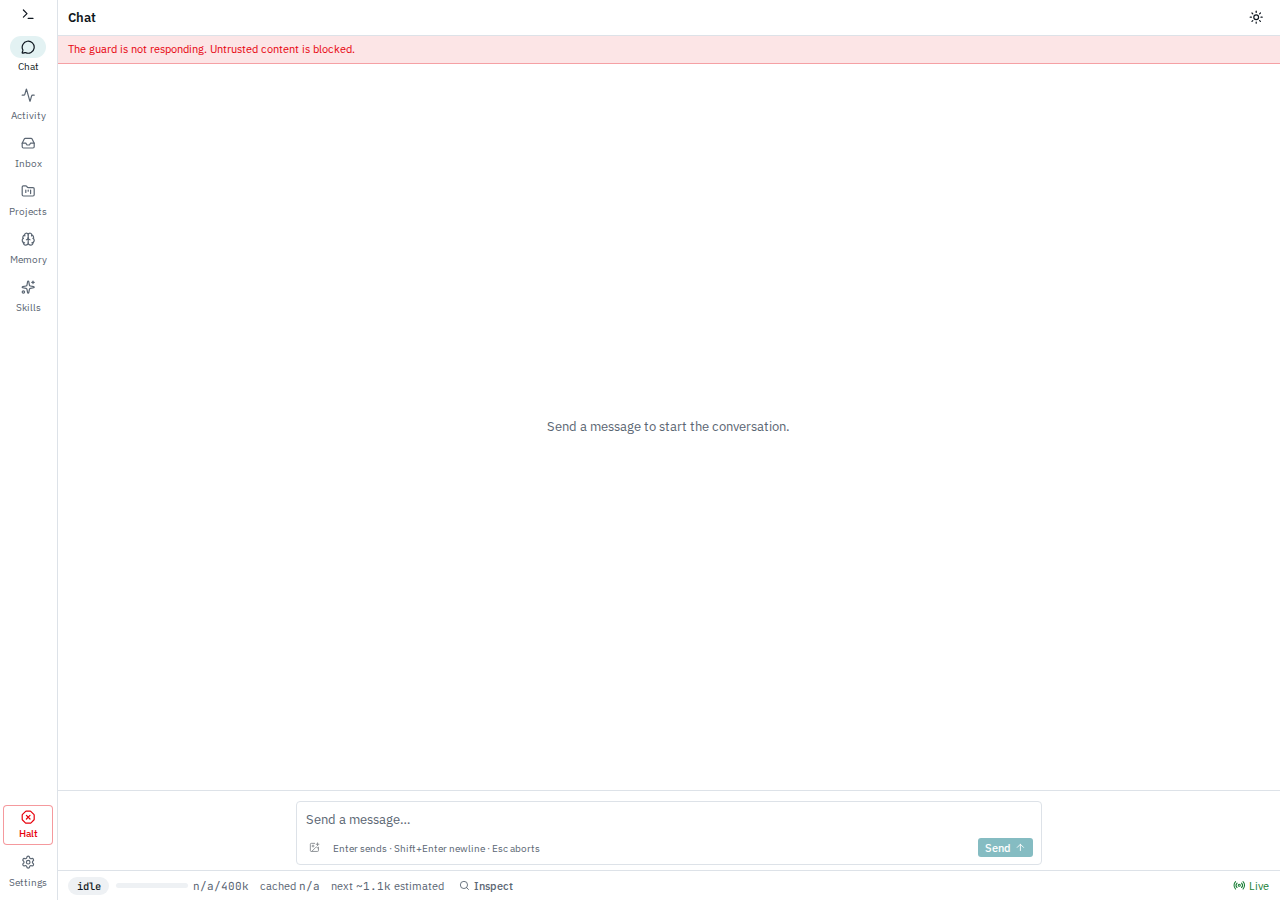 Chat
The guard is not responding. Untrusted content is blocked.
Chat
Activity
Inbox
Projects
Memory
Skills
Send a message to start the conversation.
Send a message...
Enter sends · Shift+Enter newline · Esc aborts
Send
Halt
Settings
idle n/a/400k cached n/a next ~1.1k estimated Inspect Live